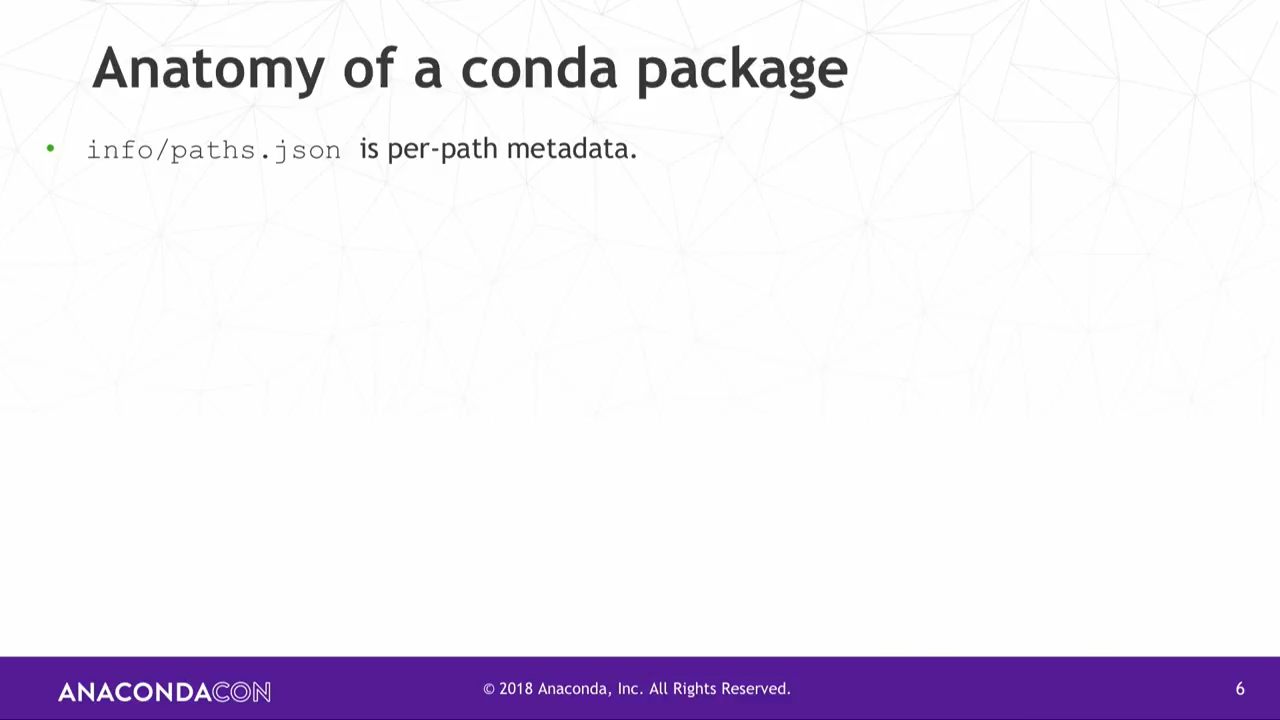 Anatomy of a conda package
• info/paths.json is per-path metadata.
ANACONDACON
© 2018 Anaconda, Inc. All Rights Reserved.
6